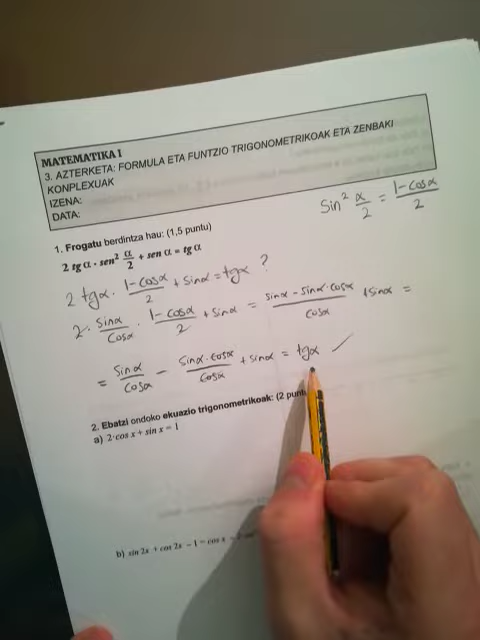 MATEMATIKA I
3. AZTERKETA: FORMULA ETA FUNTZIO TRIGONOMETRIKOAK ETA ZENBAKI
KONPLEXUAK
IZENA:
DATA:
Sin² α/2 = (1-cosα)/2
1. Frogatu berdintza hau: (1,5 puntu)
2 tg α · sen² α/2 + sen α = tg α
2 tgα · (1-cosα)/2 + sinα = tgα ?
2 · sinα/cosα · (1-cosα)/2 + sinα = (sinα - sinα·cosα)/cosα + sinα =
= sinα/cosα - (sinα·cosα)/cosα + sinα = tgα ✓
2. Ebatzi ondoko ekuazio trigonometrikoak: (2 punt
a) 2·cos x + sin x = 1
b) sin 2x + cos 2x - 1 = cos x -